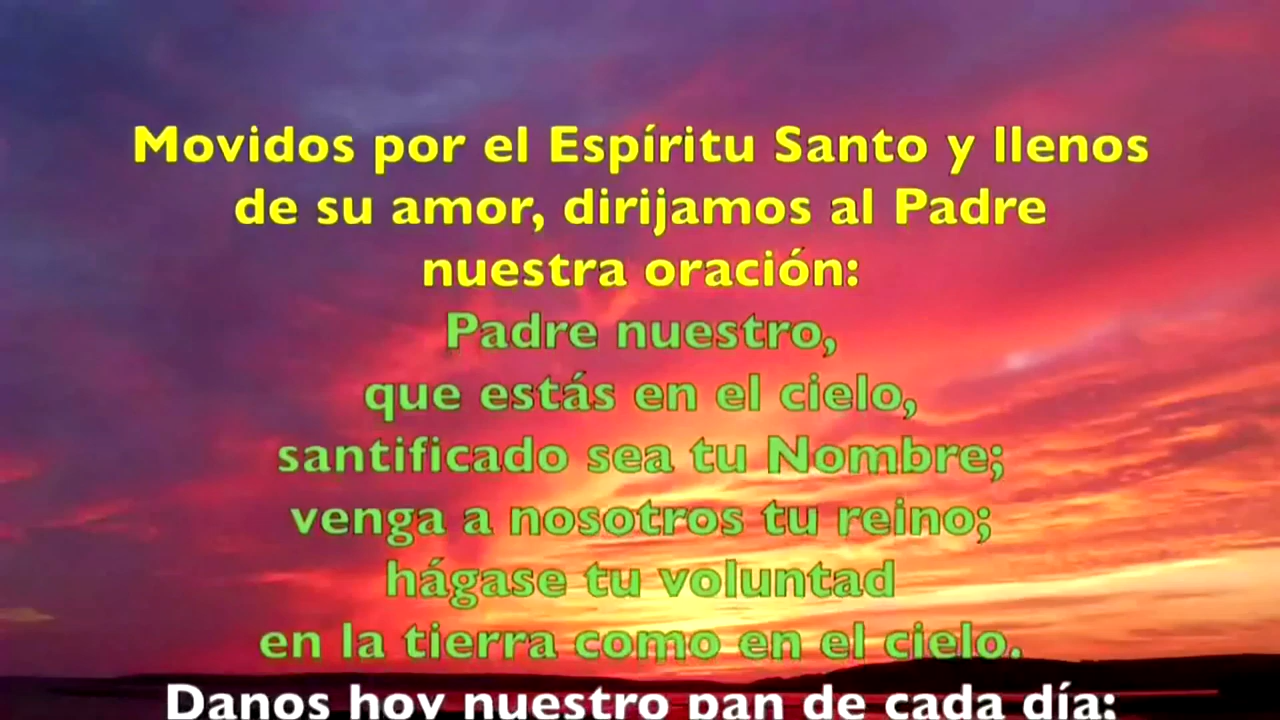 Movidos por el Espíritu Santo y llenos
de su amor, dirijamos al Padre
nuestra oración:
Padre nuestro,
que estás en el cielo,
santificado sea tu Nombre;
venga a nosotros tu reino;
hágase tu voluntad
en la tierra como en el cielo.
Danos hoy nuestro pan de cada día;